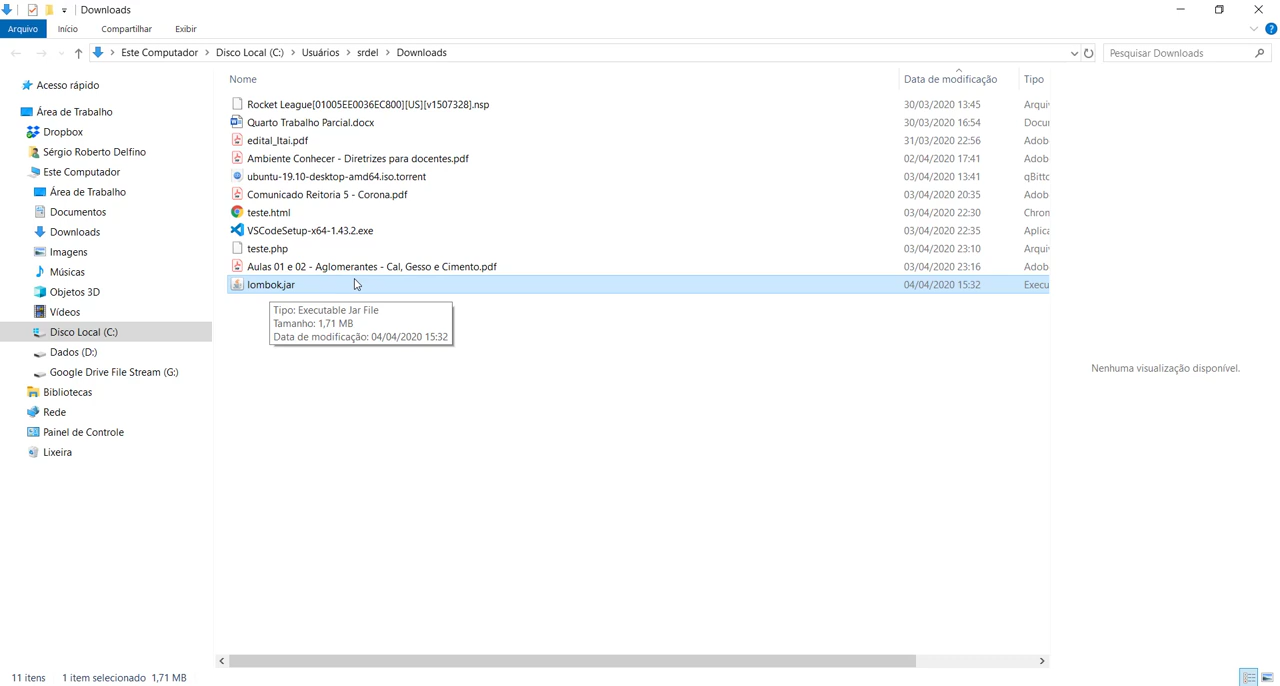 Downloads
Arquivo Início Compartilhar Exibir
Este Computador Disco Local (C:) Usuários srdel Downloads
Pesquisar Downloads
Acesso rápido
Área de Trabalho
Dropbox
Sérgio Roberto Delfino
Este Computador
Área de Trabalho
Documentos
Downloads
Imagens
Músicas
Objetos 3D
Vídeos
Disco Local (C:)
Dados (D:)
Google Drive File Stream (G:)
Bibliotecas
Rede
Painel de Controle
Lixeira
Nome Data de modificação Tipo
Rocket League[01005EE0036EC800][US][v1507328].nsp 30/03/2020 13:45 Arqui
Quarto Trabalho Parcial.docx 30/03/2020 16:54 Docu
edital_Itai.pdf 31/03/2020 22:56 Adob
Ambiente Conhecer - Diretrizes para docentes.pdf 02/04/2020 17:41 Adob
ubuntu-19.10-desktop-amd64.iso.torrent 03/04/2020 13:41 qBitto
Comunicado Reitoria 5 - Corona.pdf 03/04/2020 20:35 Adob
teste.html 03/04/2020 22:30 Chron
VSCodeSetup-x64-1.43.2.exe 03/04/2020 22:35 Aplica
teste.php 03/04/2020 23:10 Arqui
Aulas 01 e 02 - Aglomerantes - Cal, Gesso e Cimento.pdf 03/04/2020 23:16 Adob
lombok.jar 04/04/2020 15:32 Execu
Tipo: Executable Jar File
Tamanho: 1,71 MB
Data de modificação: 04/04/2020 15:32
Nenhuma visualização disponível.
11 itens 1 item selecionado 1,71 MB